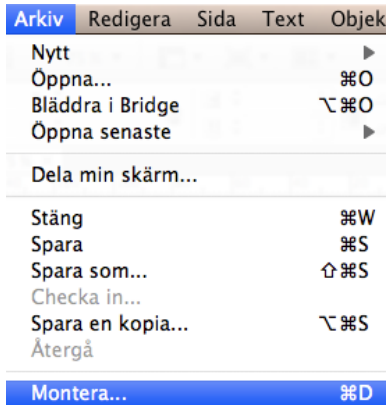 Arkiv Redigera Sida Text Objek
Nytt ▶
Öppna... ⌘O
Bläddra i Bridge ⌥⌘O
Öppna senaste ▶
Dela min skärm...
Stäng ⌘W
Spara ⌘S
Spara som... ⇧⌘S
Checka in...
Spara en kopia... ⌥⌘S
Återgå
Montera... ⌘D